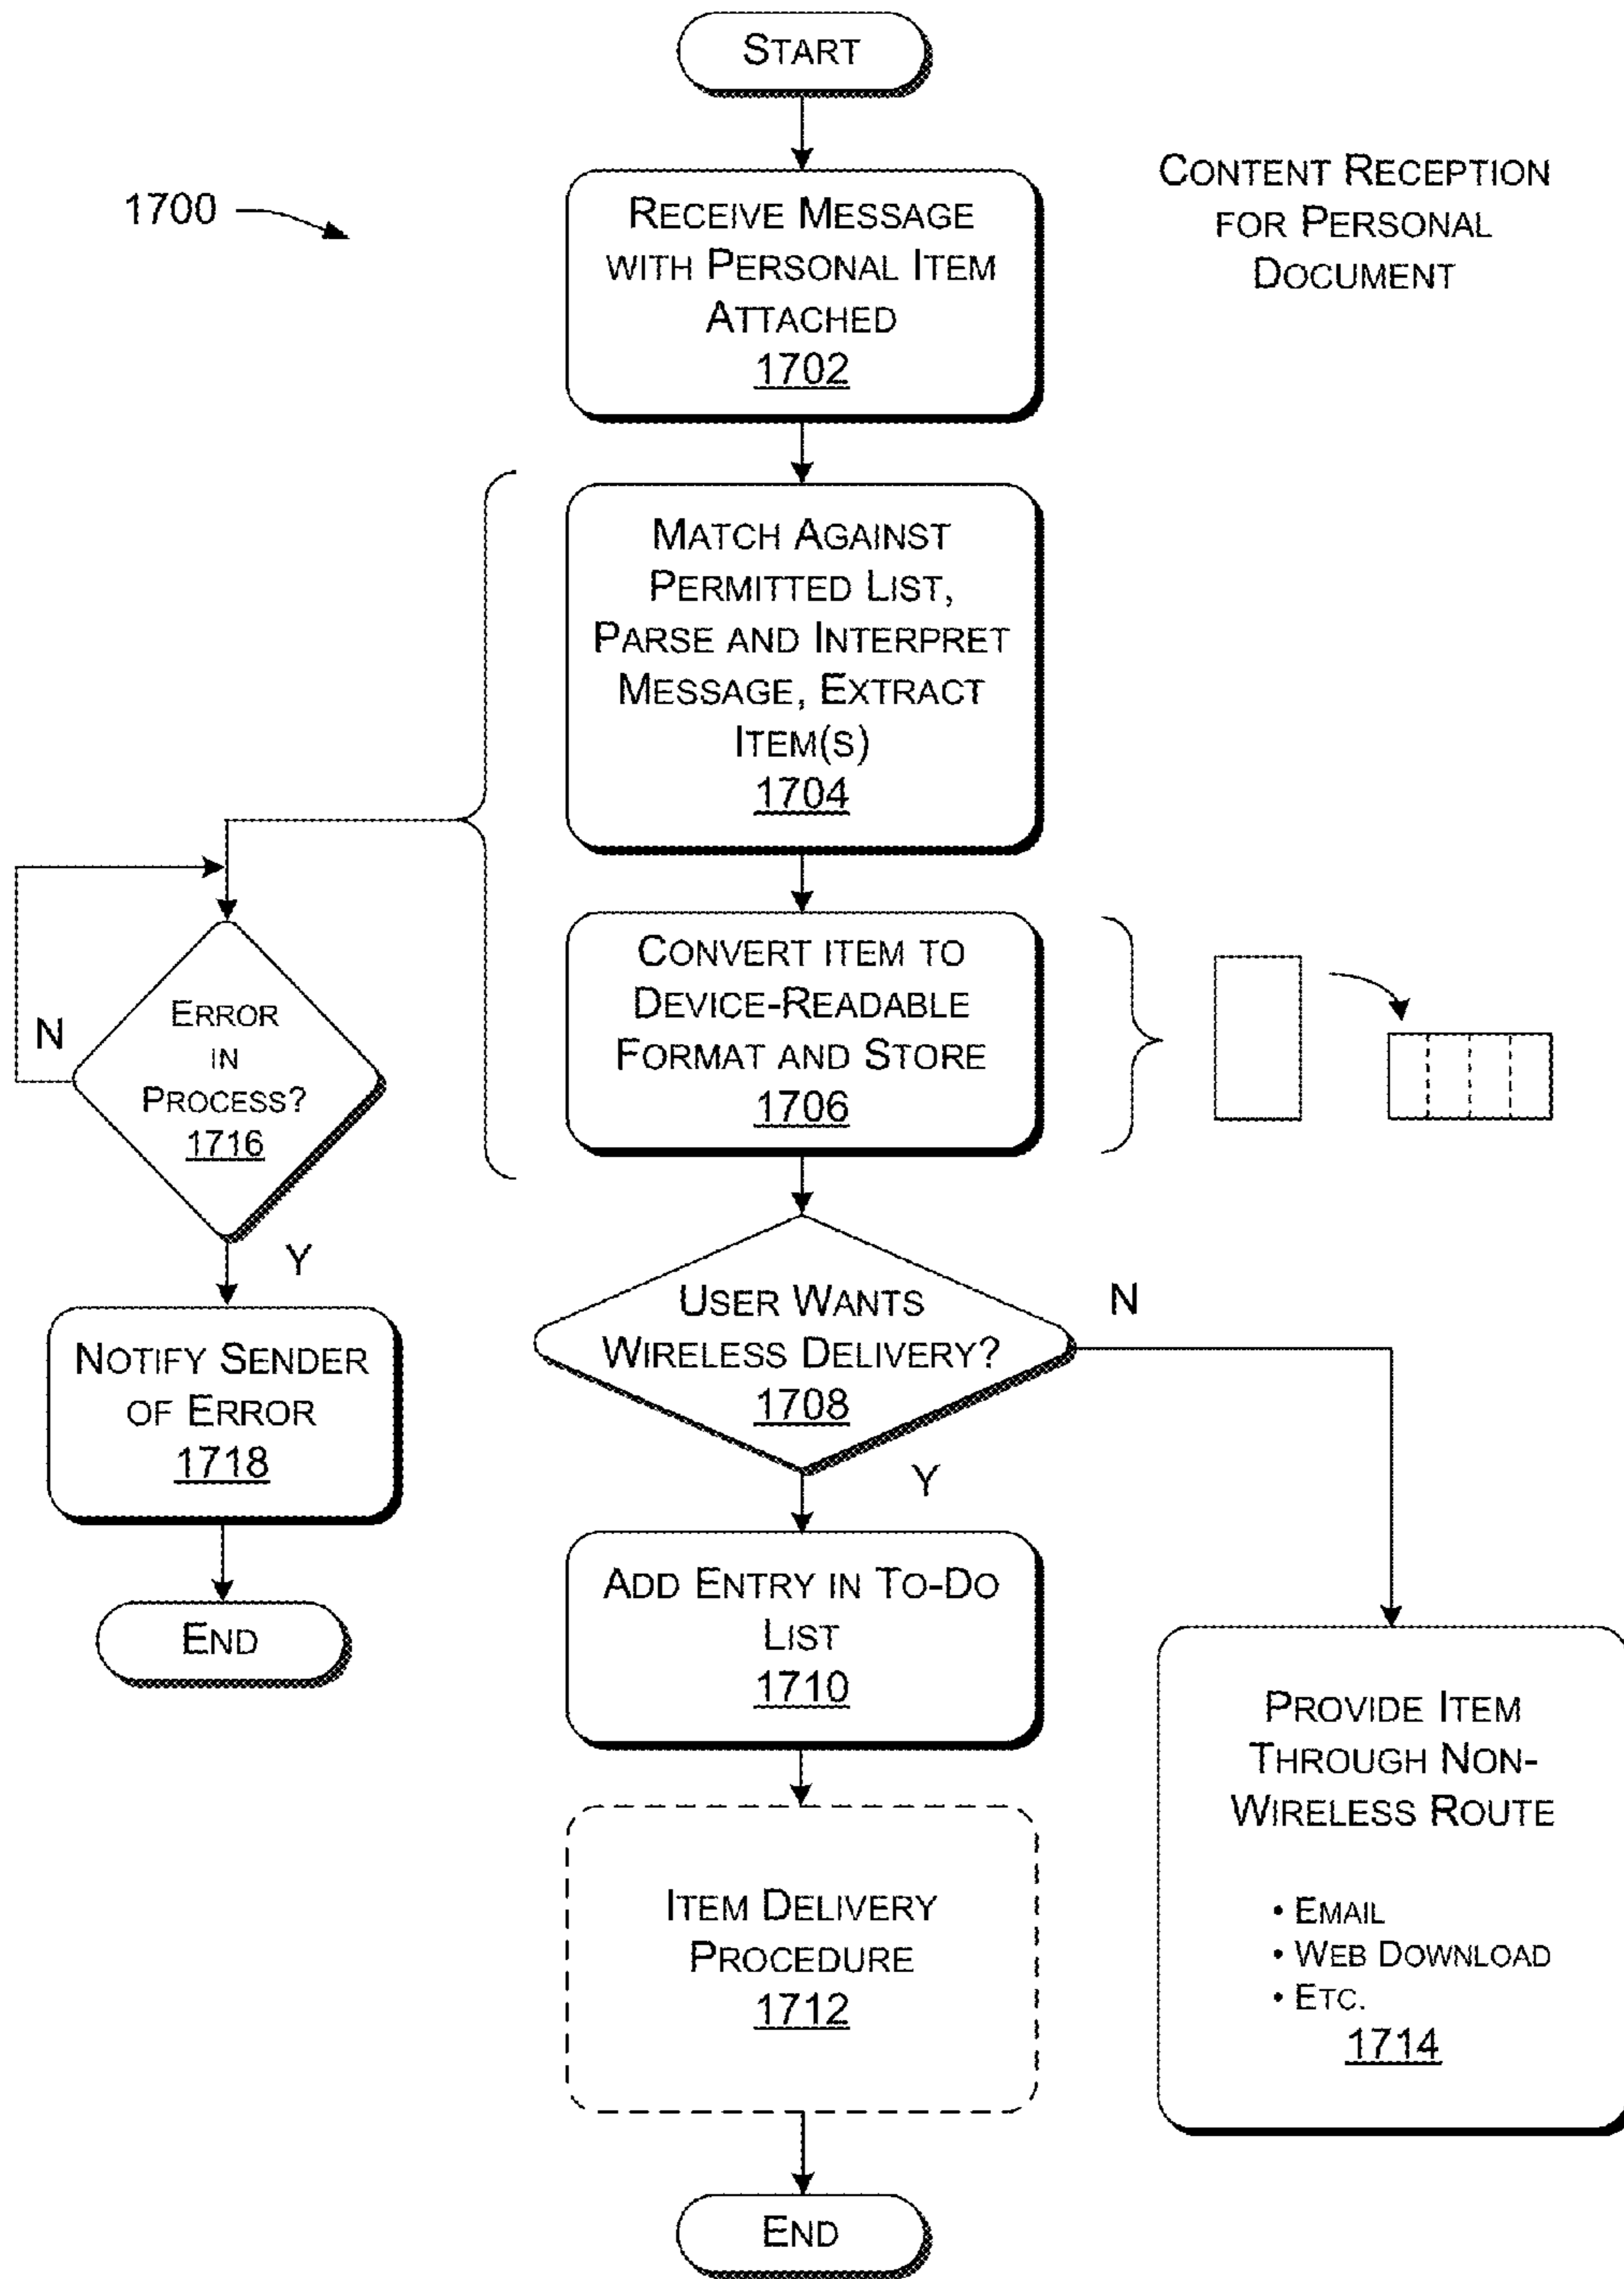 START
1700
CONTENT RECEPTION
FOR PERSONAL
DOCUMENT
RECEIVE MESSAGE
WITH PERSONAL ITEM
ATTACHED
1702
MATCH AGAINST
PERMITTED LIST,
PARSE AND INTERPRET
MESSAGE, EXTRACT
ITEM(S)
1704
CONVERT ITEM TO
DEVICE-READABLE
FORMAT AND STORE
1706
N
ERROR
IN
PROCESS?
1716
Y
NOTIFY SENDER
OF ERROR
1718
END
USER WANTS
WIRELESS DELIVERY?
1708
N
Y
ADD ENTRY IN TO-DO
LIST
1710
ITEM DELIVERY
PROCEDURE
1712
END
PROVIDE ITEM
THROUGH NON-
WIRELESS ROUTE
• EMAIL
• WEB DOWNLOAD
• ETC.
1714